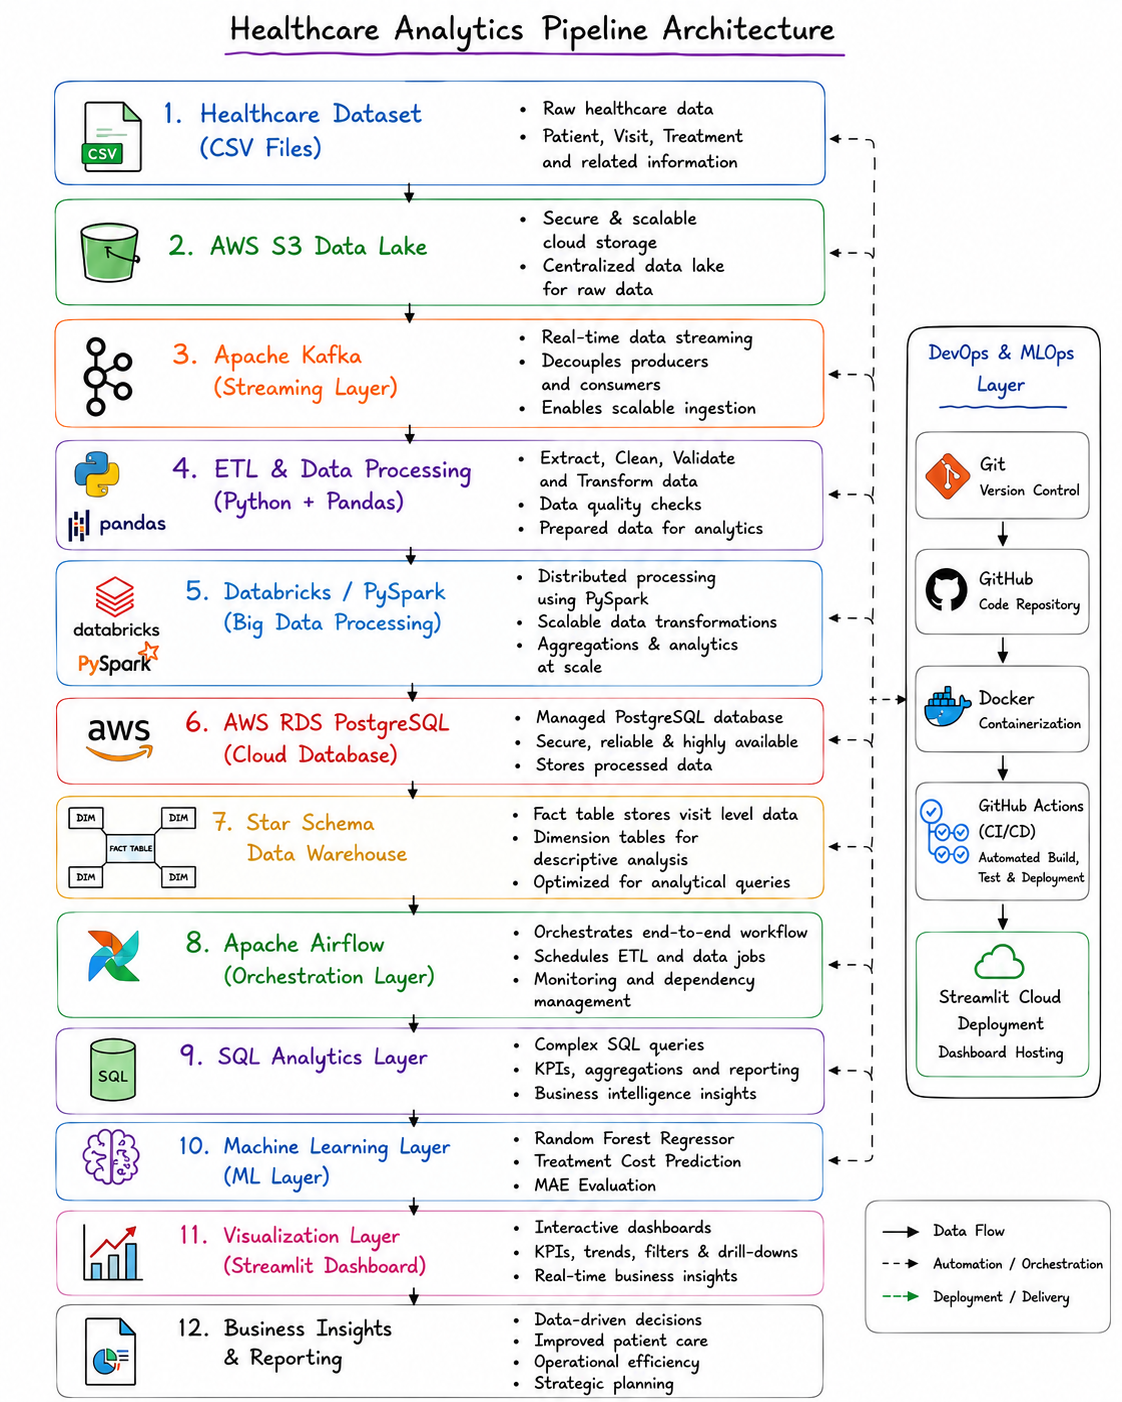 Healthcare Analytics Pipeline Architecture
CSV
1. Healthcare Dataset
(CSV Files)
• Raw healthcare data
• Patient, Visit, Treatment
and related information
2. AWS S3 Data Lake
• Secure & scalable
cloud storage
• Centralized data lake
for raw data
3. Apache Kafka
(Streaming Layer)
• Real-time data streaming
• Decouples producers
and consumers
• Enables scalable ingestion
pandas
4. ETL & Data Processing
(Python + Pandas)
• Extract, Clean, Validate
and Transform data
• Data quality checks
• Prepared data for analytics
databricks
PySpark
5. Databricks / PySpark
(Big Data Processing)
• Distributed processing
using PySpark
• Scalable data transformations
• Aggregations & analytics
at scale
aws
6. AWS RDS PostgreSQL
(Cloud Database)
• Managed PostgreSQL database
• Secure, reliable & highly available
• Stores processed data
DIM
DIM
FACT TABLE
DIM
DIM
7. Star Schema
Data Warehouse
• Fact table stores visit level data
• Dimension tables for
descriptive analysis
• Optimized for analytical queries
8. Apache Airflow
(Orchestration Layer)
• Orchestrates end-to-end workflow
• Schedules ETL and data jobs
• Monitoring and dependency
management
SQL
9. SQL Analytics Layer
• Complex SQL queries
• KPIs, aggregations and reporting
• Business intelligence insights
10. Machine Learning Layer
(ML Layer)
• Random Forest Regressor
• Treatment Cost Prediction
• MAE Evaluation
11. Visualization Layer
(Streamlit Dashboard)
• Interactive dashboards
• KPIs, trends, filters & drill-downs
• Real-time business insights
12. Business Insights
& Reporting
• Data-driven decisions
• Improved patient care
• Operational efficiency
• Strategic planning
DevOps & MLOps
Layer
Git
Version Control
GitHub
Code Repository
Docker
Containerization
GitHub Actions
(CI/CD)
Automated Build,
Test & Deployment
Streamlit Cloud
Deployment
Dashboard Hosting
Data Flow
Automation / Orchestration
Deployment / Delivery